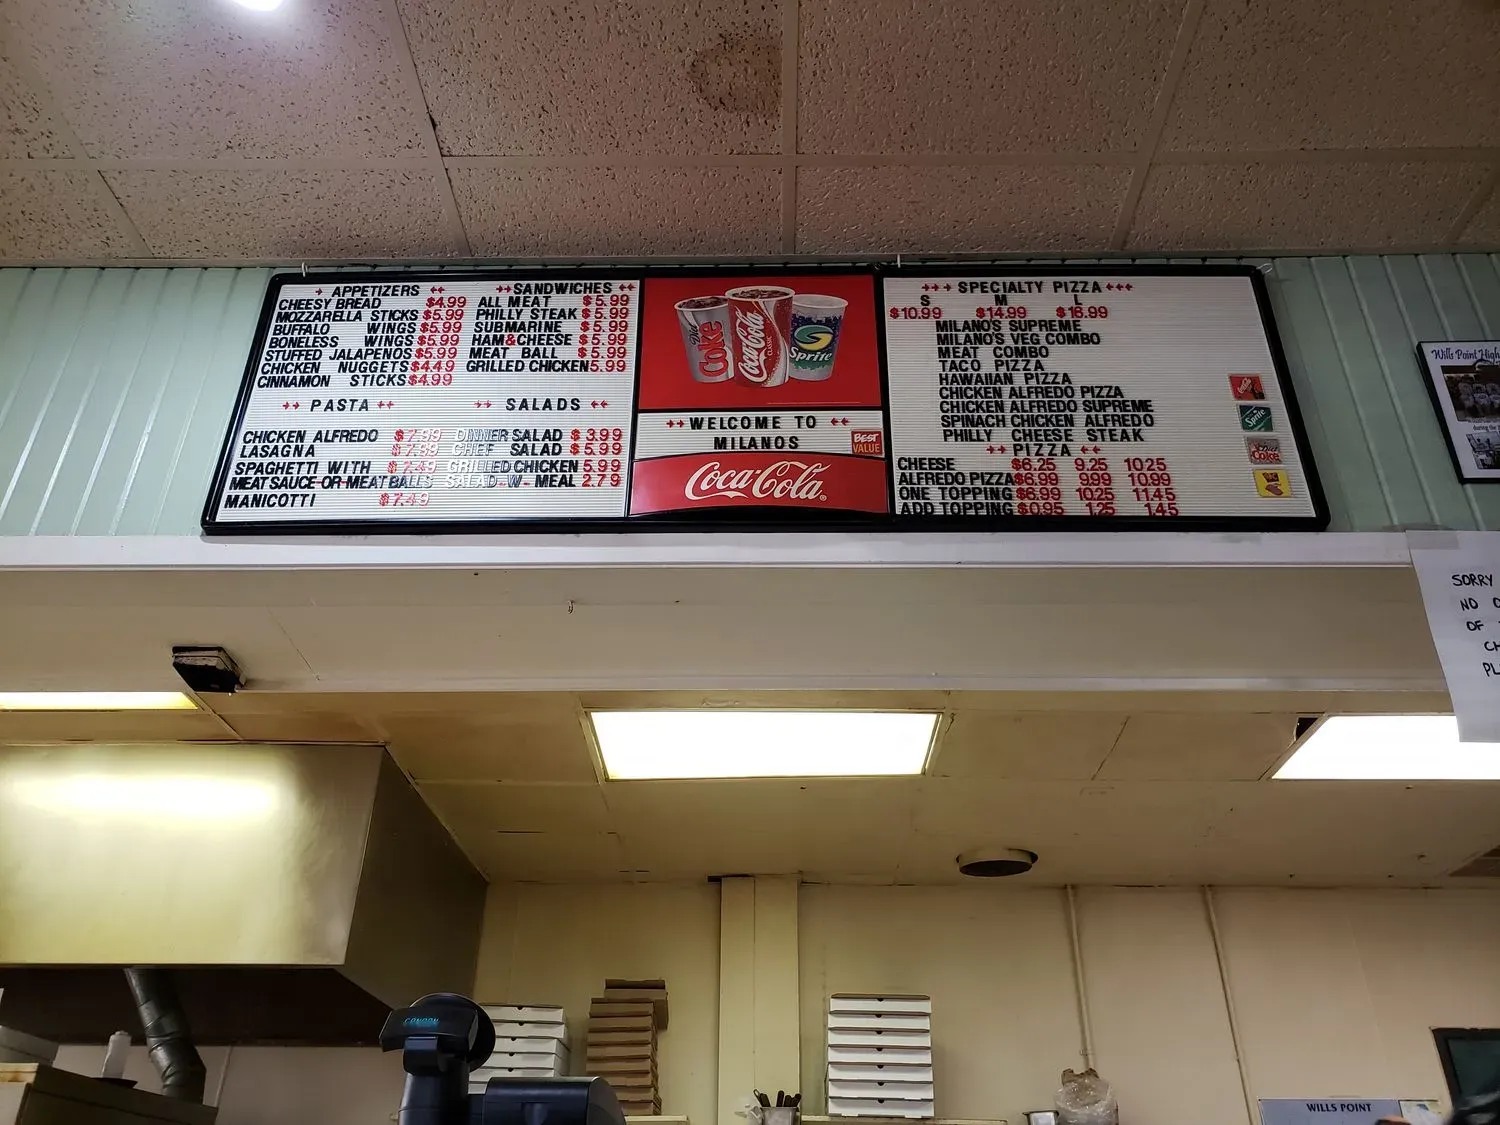 → APPETIZERS ←
CHEESY BREAD $4.99
MOZZARELLA STICKS $5.99
BUFFALO WINGS $5.99
BONELESS WINGS $5.99
STUFFED JALAPENOS $5.99
CHICKEN NUGGETS $4.49
CINNAMON STICKS $4.99
→→ SANDWICHES ←←
ALL MEAT $5.99
PHILLY STEAK $5.99
SUBMARINE $5.99
HAM&CHEESE $5.99
MEAT BALL $5.99
GRILLED CHICKEN 5.99
→→ PASTA ←←
CHICKEN ALFREDO $7.99
LASAGNA $7.99
SPAGHETTI WITH $7.49
MEAT SAUCE OR MEATBALLS
MANICOTTI $7.49
→→ SALADS ←←
DINNER SALAD $3.99
CHEF SALAD $5.99
GRILLED CHICKEN 5.99
SALAD-W-MEAL 2.79
Diet Coke
Coca-Cola
CLASSIC
Sprite
→→ WELCOME TO ←←
MILANOS
BEST VALUE
Coca-Cola
→→→ SPECIALTY PIZZA ←←←
S M L
$10.99 $14.99 $16.99
MILANO'S SUPREME
MILANO'S VEG COMBO
MEAT COMBO
TACO PIZZA
HAWAIIAN PIZZA
CHICKEN ALFREDO PIZZA
CHICKEN ALFREDO SUPREME
SPINACH CHICKEN ALFREDO
PHILLY CHEESE STEAK
→→ PIZZA ←←
CHEESE $6.25 9.25 10.25
ALFREDO PIZZA $6.99 9.99 10.99
ONE TOPPING $6.99 10.25 11.45
ADD TOPPING $0.95 1.25 1.45
Sprite
Diet Coke
Wills Point High
SORRY
NO
OF
WILLS POINT